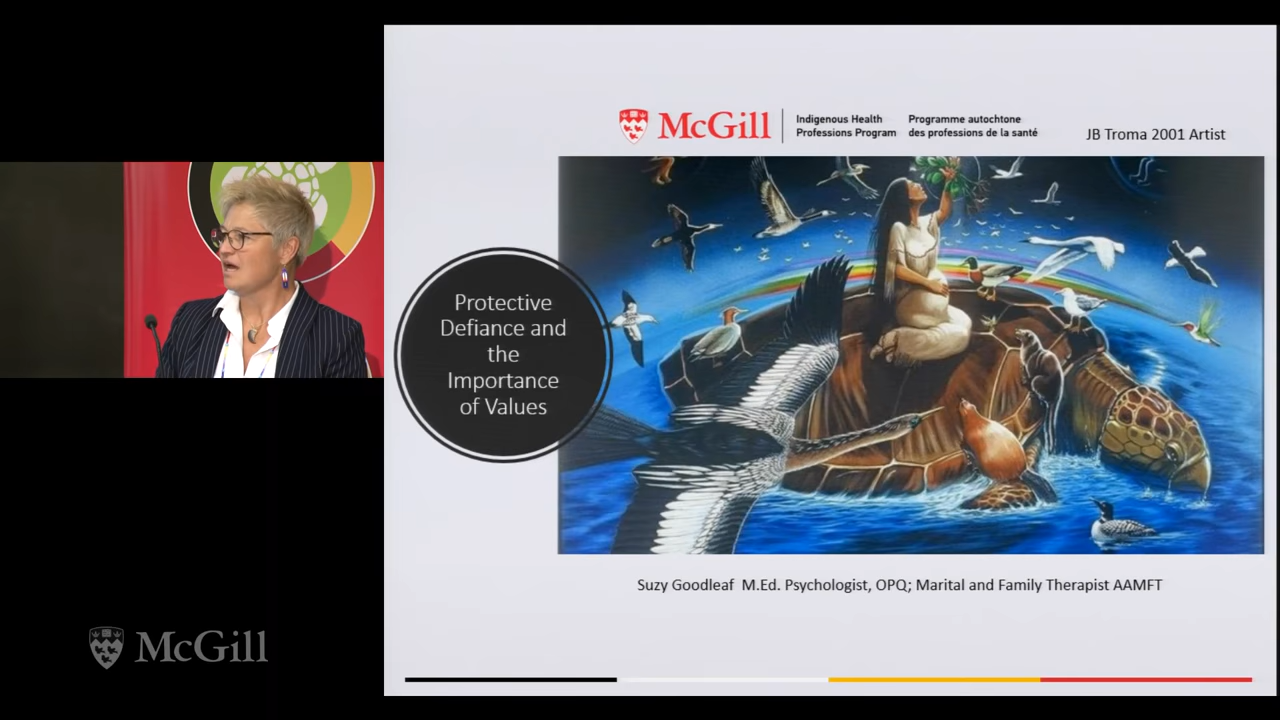 McGill
Indigenous Health
Professions Program
Programme autochtone
des professions de la santé
JB Troma 2001 Artist
Protective
Defiance and
the
Importance
of Values
Suzy Goodleaf M.Ed. Psychologist, OPQ; Marital and Family Therapist AAMFT
McGill